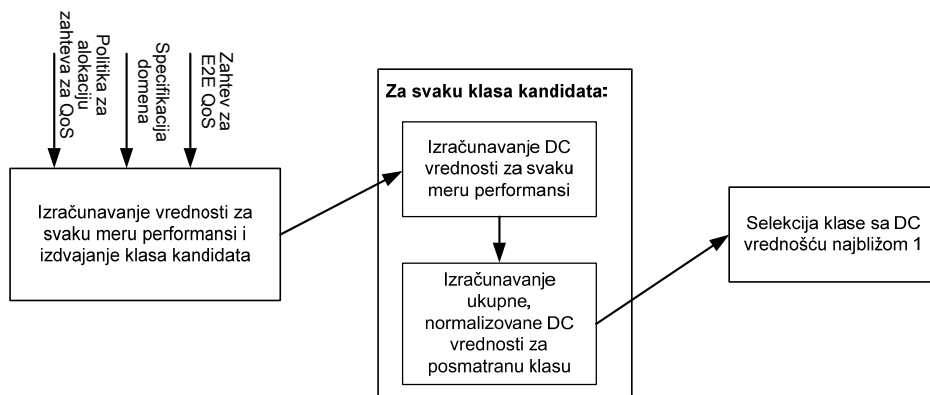 Politika za
alokaciju
zahteva za QoS
Specifikacija
domena
Zahtev za
E2E QoS
Izračunavanje vrednosti za
svaku meru performansi i
izdvajanje klasa kandidata
Za svaku klasa kandidata:
Izračunavanje DC
vrednosti za svaku
meru performansi
Izračunavanje
ukupne,
normalizovane DC
vrednosti za
posmatranu klasu
Selekcija klase sa DC
vrednošću najbližom 1